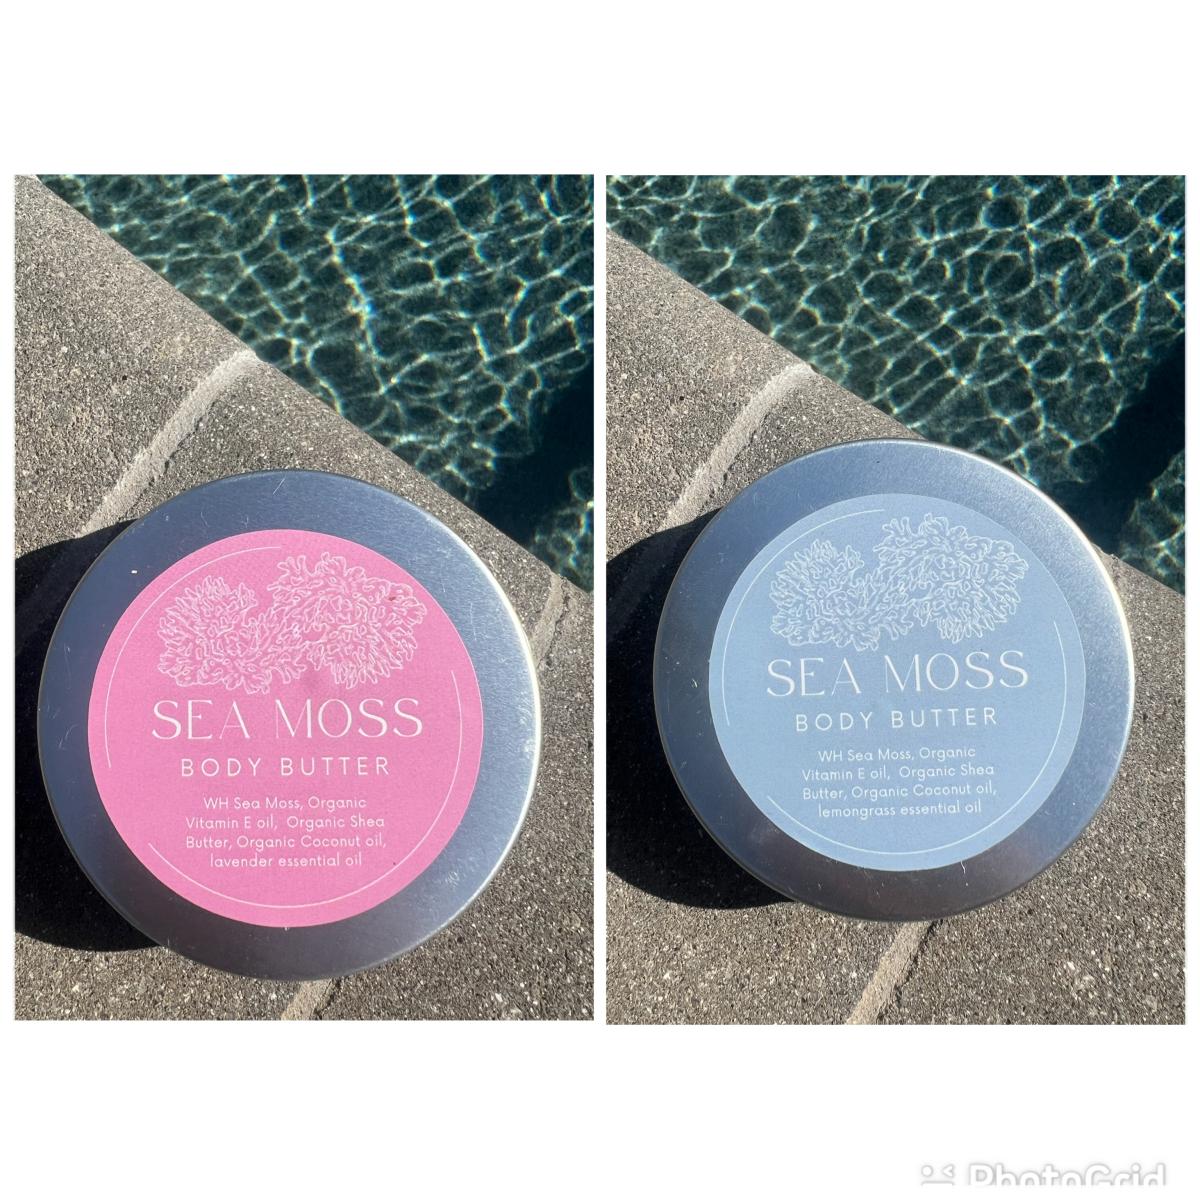 SEA MOSS
BODY BUTTER
WH Sea Moss, Organic
Vitamin E oil, Organic Shea
Butter, Organic Coconut oil,
lavender essential oil
SEA MOSS
BODY BUTTER
WH Sea Moss, Organic
Vitamin E oil, Organic Shea
Butter, Organic Coconut oil,
lemongrass essential oil
PhotoGrid